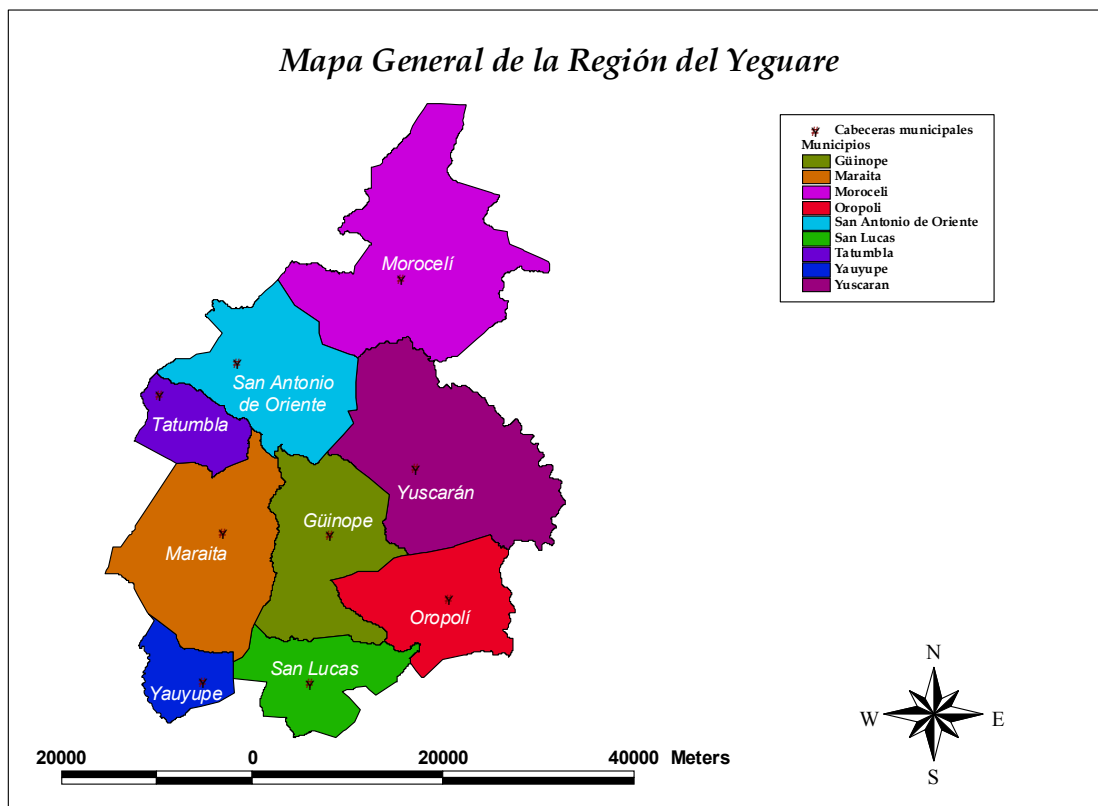 Mapa General de la Región del Yeguare
Cabeceras municipales
Municipios
Güinope
Maraita
Moroceli
Oropoli
San Antonio de Oriente
San Lucas
Tatumbla
Yauyupe
Yuscaran
Morocelí
San Antonio
de Oriente
Tatumbla
Yuscarán
Güinope
Maraita
Oropolí
San Lucas
Yauyupe
N
W E
S
20000 0 20000 40000 Meters